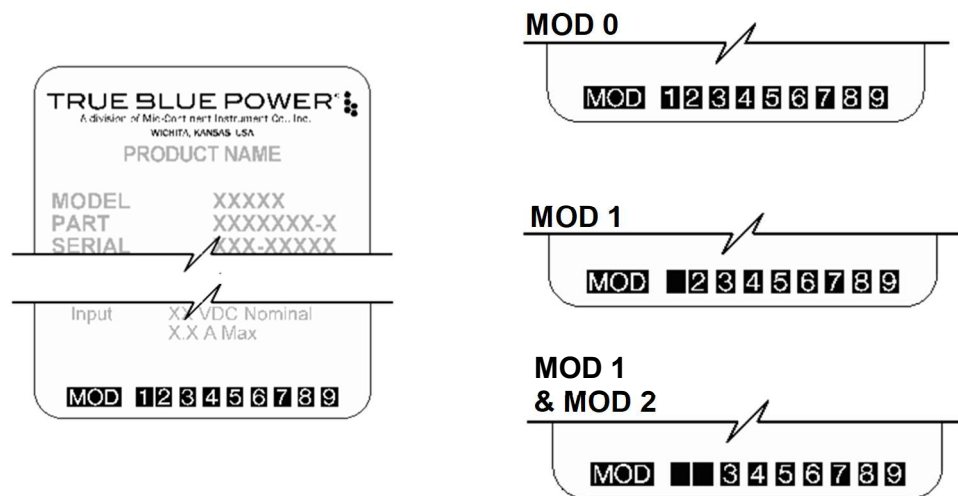 TRUE BLUE POWER
A division of Mid-Continent Instrument Co., Inc.
WICHITA, KANSAS USA
PRODUCT NAME
MODEL XXXXX
PART XXXXXXX-X
SERIAL XXX-XXXXX
Input XX VDC Nominal
X.X A Max
MOD 1 2 3 4 5 6 7 8 9
MOD 0
MOD 1 2 3 4 5 6 7 8 9
MOD 1
MOD 2 3 4 5 6 7 8 9
MOD 1
& MOD 2
MOD 3 4 5 6 7 8 9